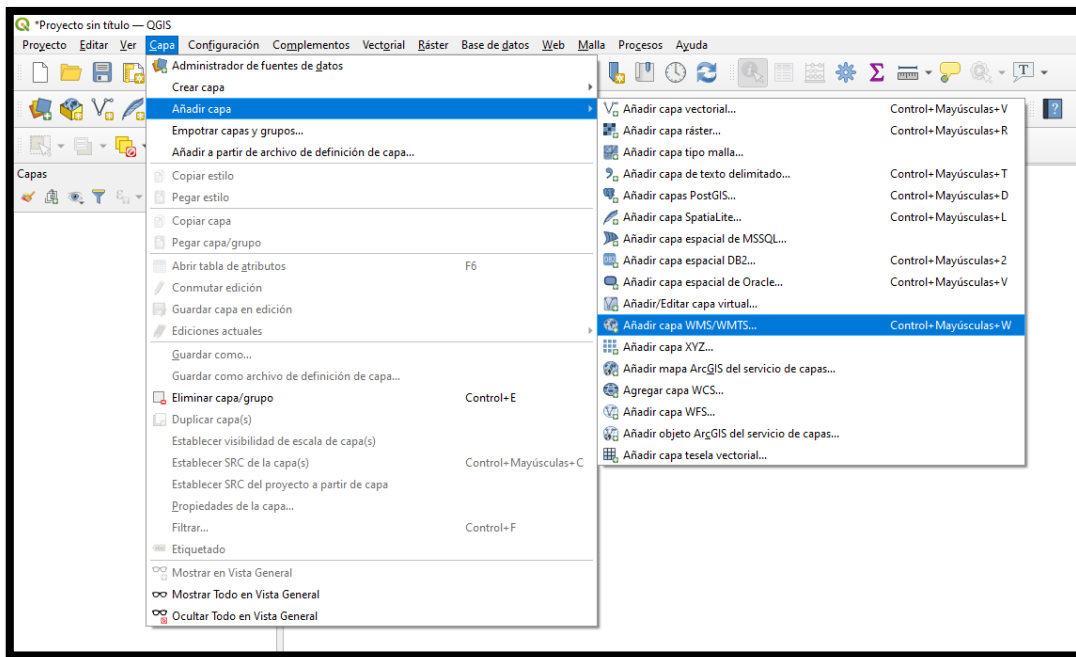 *Proyecto sin título — QGIS
Proyecto Editar Ver Capa Configuración Complementos Vectorial Ráster Base de datos Web Malla Procesos Ayuda
Administrador de fuentes de datos
Crear capa
Añadir capa
Empotrar capas y grupos...
Añadir a partir de archivo de definición de capa...
Capas
Copiar estilo
Pegar estilo
Copiar capa
Pegar capa/grupo
Abrir tabla de atributos F6
Conmutar edición
Guardar capa en edición
Ediciones actuales
Guardar como...
Guardar como archivo de definición de capa...
Eliminar capa/grupo Control+E
Duplicar capa(s)
Establecer visibilidad de escala de capa(s)
Establecer SRC de la capa(s) Control+Mayúsculas+C
Establecer SRC del proyecto a partir de capa
Propiedades de la capa...
Filtrar... Control+F
Etiquetado
Mostrar en Vista General
Mostrar Todo en Vista General
Ocultar Todo en Vista General
Añadir capa vectorial... Control+Mayúsculas+V
Añadir capa ráster... Control+Mayúsculas+R
Añadir capa tipo malla...
Añadir capa de texto delimitado... Control+Mayúsculas+T
Añadir capas PostGIS... Control+Mayúsculas+D
Añadir capa SpatiaLite... Control+Mayúsculas+L
Añadir capa espacial de MSSQL...
Añadir capa espacial DB2... Control+Mayúsculas+2
Añadir capa espacial de Oracle... Control+Mayúsculas+V
Añadir/Editar capa virtual...
Añadir capa WMS/WMTS... Control+Mayúsculas+W
Añadir capa XYZ...
Añadir mapa ArcGIS del servicio de capas...
Agregar capa WCS...
Añadir capa WFS...
Añadir objeto ArcGIS del servicio de capas...
Añadir capa tesela vectorial...